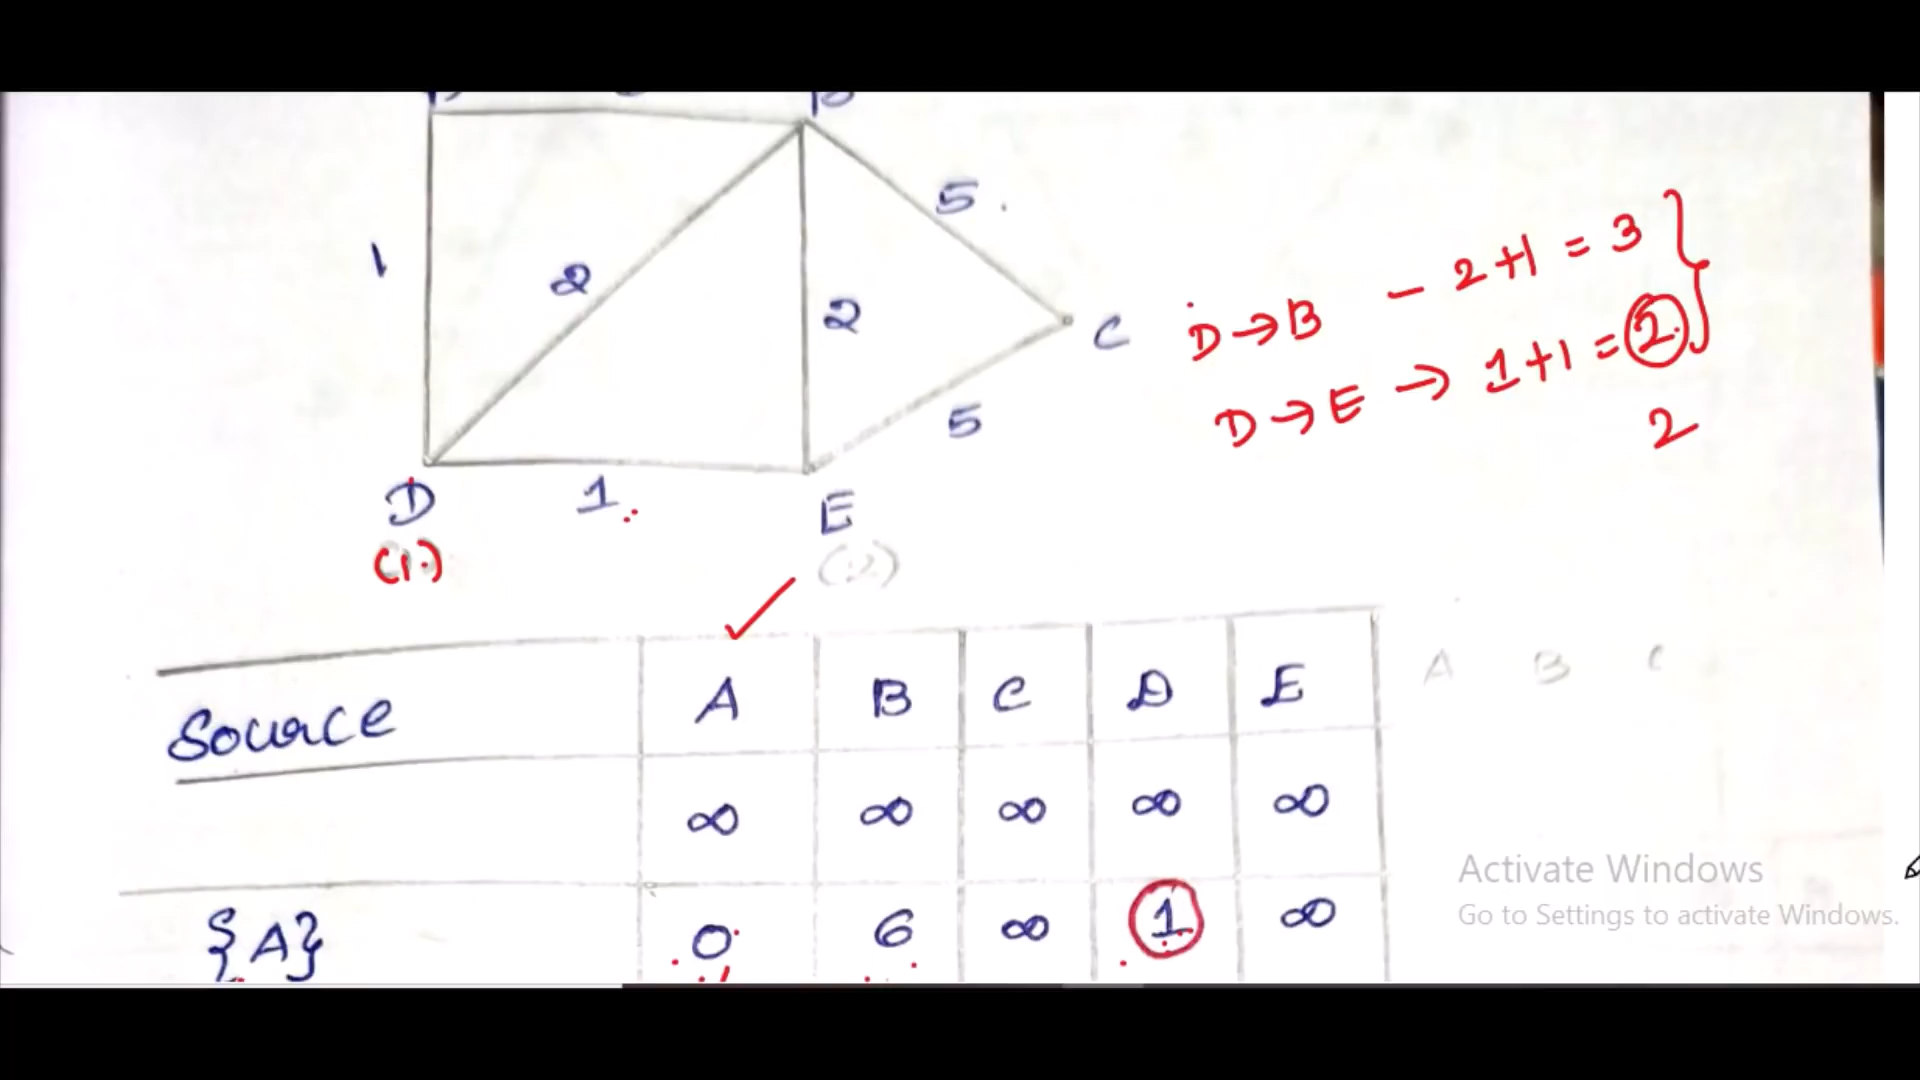 5
1
2
2
C
D→B - 2+1 = 3
D→E → 1+1 = 2
2
5
D 1 E
(1)
Source A B C D E
∞ ∞ ∞ ∞ ∞
{A} 0 6 ∞ 1 ∞
A B C
Activate Windows
Go to Settings to activate Windows.